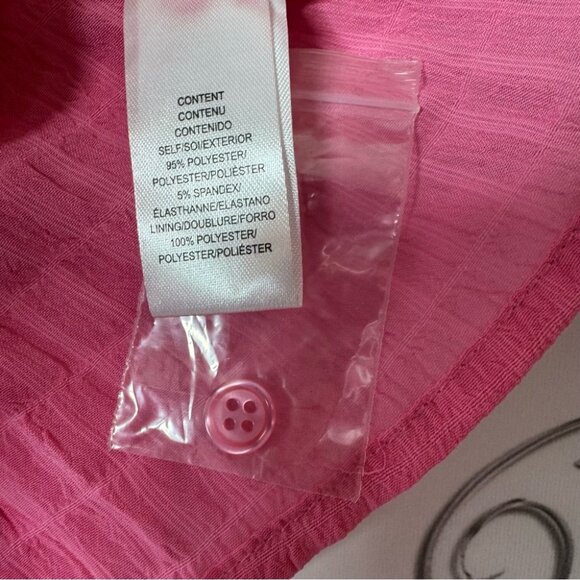 CONTENT
CONTENU
CONTENIDO
SELF/SOI/EXTERIOR
95% POLYESTER/
POLYESTER/POLIÉSTER
5% SPANDEX/
ÉLASTHANNE/ELASTANO
LINING/DOUBLURE/FORRO
100% POLYESTER/
POLYESTER/POLIÉSTER